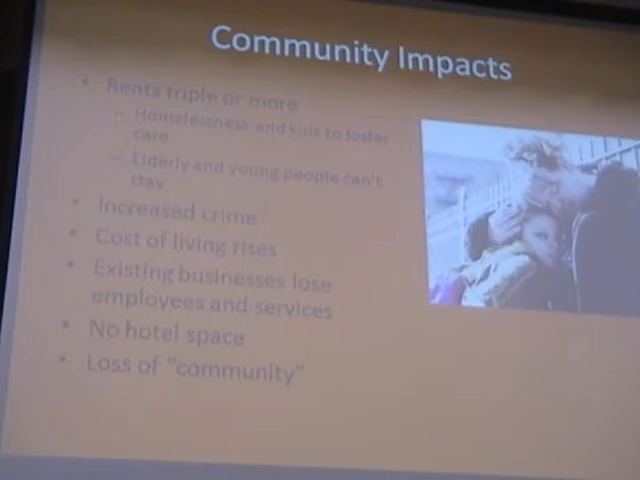 Community Impacts
• Rents triple or more
– Homelessness and kids to foster
care
– Elderly and young people can't
stay
• Increased crime
• Cost of living rises
• Existing businesses lose
employees and services
• No hotel space
• Loss of "community"